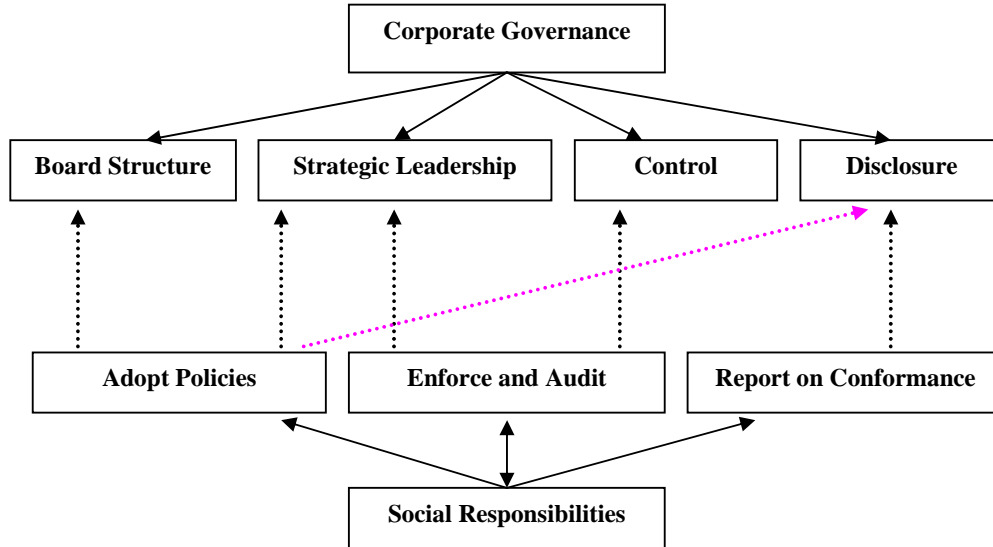 Corporate Governance
Board Structure
Strategic Leadership
Control
Disclosure
Adopt Policies
Enforce and Audit
Report on Conformance
Social Responsibilities